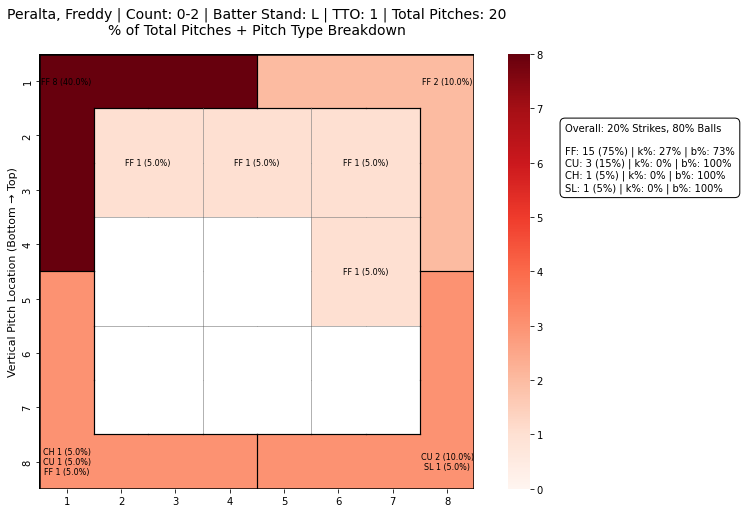 Peralta, Freddy | Count: 0-2 | Batter Stand: L | TTO: 1 | Total Pitches: 20
% of Total Pitches + Pitch Type Breakdown
FF 8 (40.0%)
FF 2 (10.0%)
FF 1 (5.0%) FF 1 (5.0%) FF 1 (5.0%)
FF 1 (5.0%)
CH 1 (5.0%)
CU 1 (5.0%)
FF 1 (5.0%)
CU 2 (10.0%)
SL 1 (5.0%)
Vertical Pitch Location (Bottom → Top)
1
2
3
4
5
6
7
8
1 2 3 4 5 6 7 8
8
7
6
5
4
3
2
1
0
Overall: 20% Strikes, 80% Balls
FF: 15 (75%) | k%: 27% | b%: 73%
CU: 3 (15%) | k%: 0% | b%: 100%
CH: 1 (5%) | k%: 0% | b%: 100%
SL: 1 (5%) | k%: 0% | b%: 100%